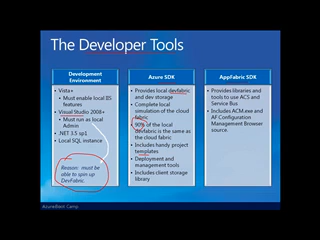 The Developer Tools
Development
Environment
• Vista+
• Must enable local IIS
features
• Visual Studio 2008+
• Must run as local
Admin
• .NET 3.5 sp1
• Local SQL instance
Reason: must be
able to spin up
DevFabric.
Azure SDK
• Provides local devfabric
and dev storage
• Complete local
simulation of the cloud
fabric
• 90% of the local
devfabric is the same as
the cloud fabric
• Includes handy project
templates
• Deployment and
management tools
• Includes client storage
library
AppFabric SDK
• Provides libraries and
tools to use ACS and
Service Bus
• Includes ACM.exe and
AF Configuration
Management Browser
source.
AzureBlast Camp